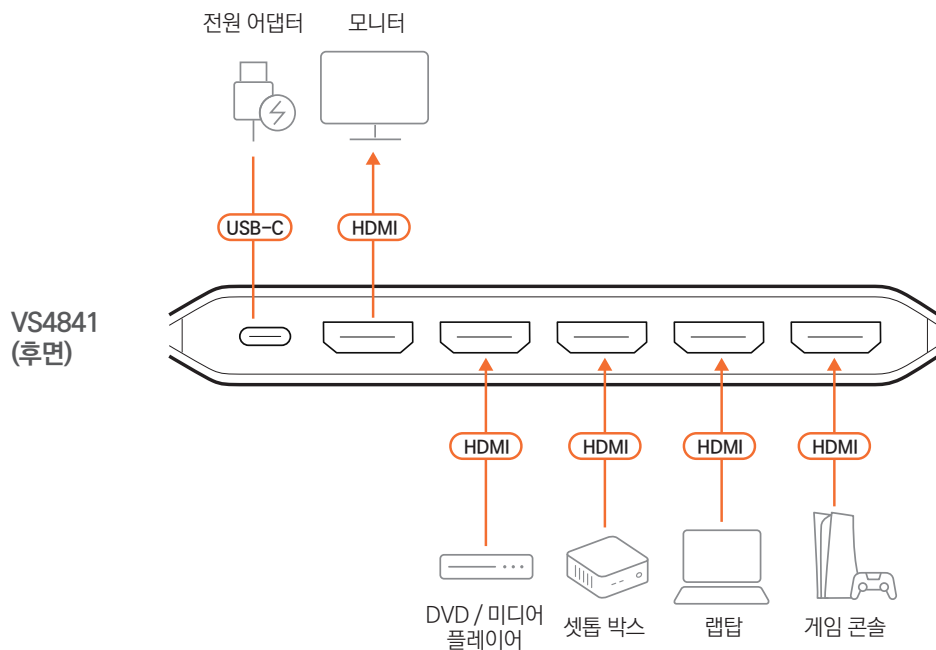 전원 어댑터
모니터
USB-C
HDMI
VS4841
(후면)
HDMI
HDMI
HDMI
HDMI
DVD / 미디어
플레이어
셋톱 박스
랩탑
게임 콘솔